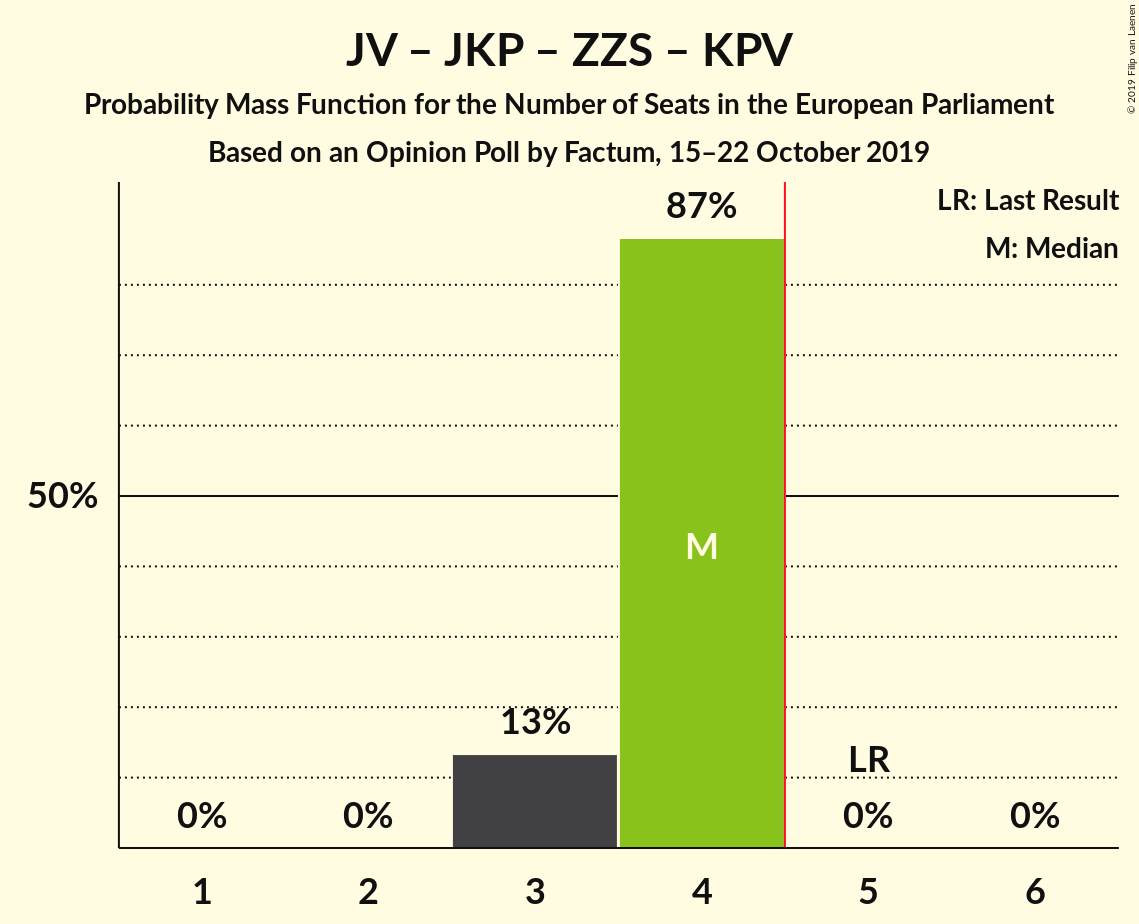 JV – JKP – ZZS – KPV
Probability Mass Function for the Number of Seats in the European Parliament
Based on an Opinion Poll by Factum, 15–22 October 2019
© 2019 Filip van Laenen
LR: Last Result
M: Median
87%
50%
M
13%
LR
0% 0% 0% 0%
1 2 3 4 5 6